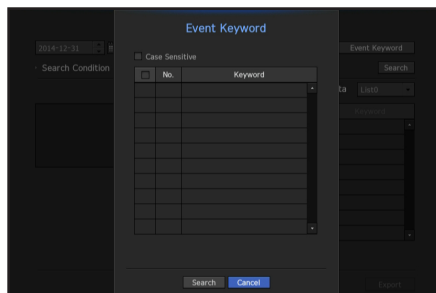 Event Keyword
2014-12-31
Event Keyword
Case Sensitive
· Search Condition
Search
No.
Keyword
ta
List0
Keyword
Search
Cancel
Export